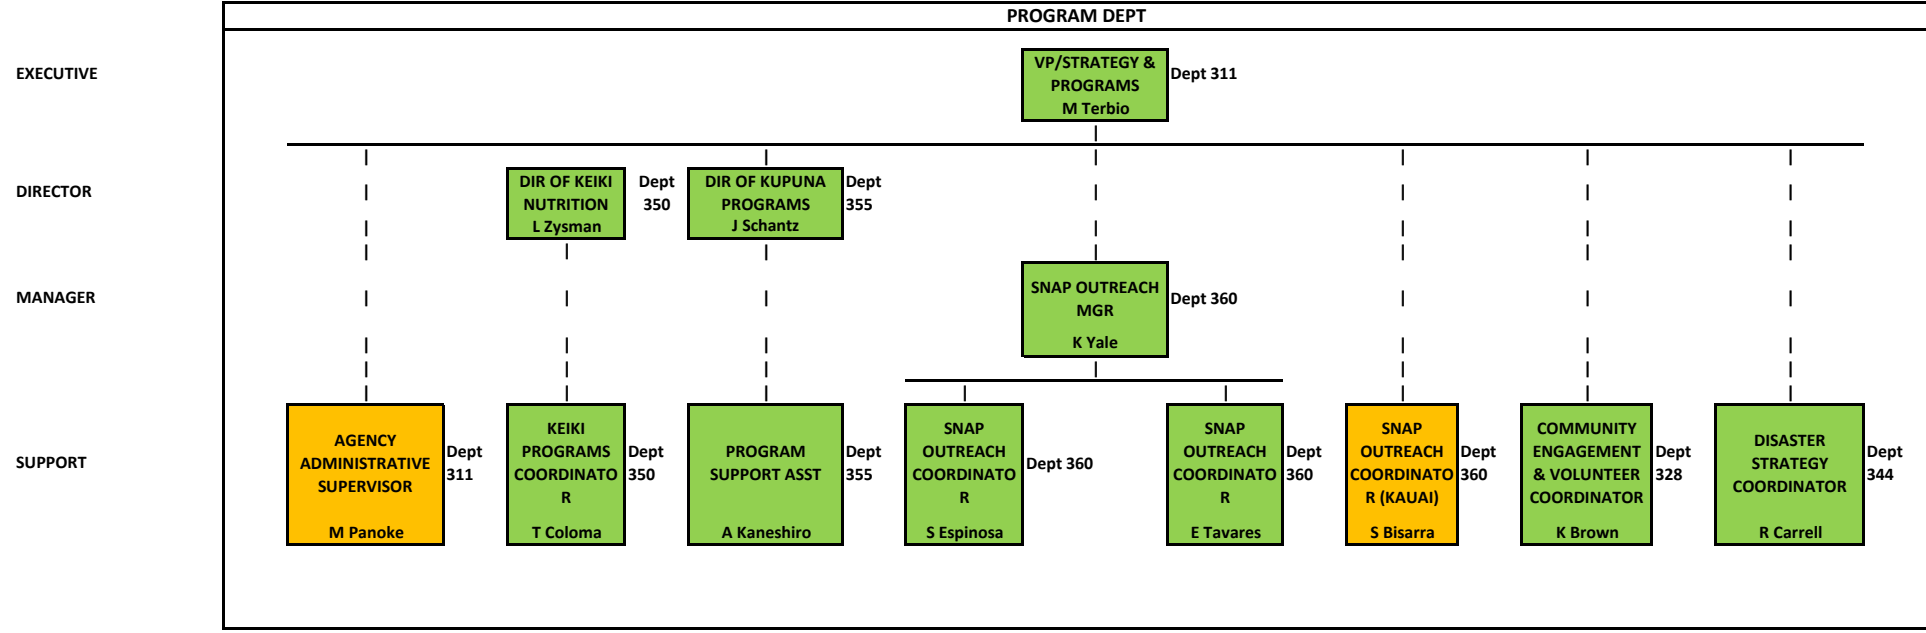 PROGRAM DEPT
EXECUTIVE
VP/STRATEGY &
PROGRAMS
M Terbio
Dept 311
DIRECTOR
DIR OF KEIKI
NUTRITION
L Zysman
Dept
350
DIR OF KUPUNA
PROGRAMS
J Schantz
Dept
355
MANAGER
SNAP OUTREACH
MGR
K Yale
Dept 360
SUPPORT
AGENCY
ADMINISTRATIVE
SUPERVISOR
M Panoke
Dept
311
KEIKI
PROGRAMS
COORDINATO
R
T Coloma
Dept
350
PROGRAM
SUPPORT ASST
A Kaneshiro
Dept
355
SNAP
OUTREACH
COORDINATO
R
S Espinosa
Dept 360
SNAP
OUTREACH
COORDINATO
R
E Tavares
Dept
360
SNAP
OUTREACH
COORDINATO
R (KAUAI)
S Bisarra
Dept
360
COMMUNITY
ENGAGEMENT
& VOLUNTEER
COORDINATOR
K Brown
Dept
328
DISASTER
STRATEGY
COORDINATOR
R Carrell
Dept
344